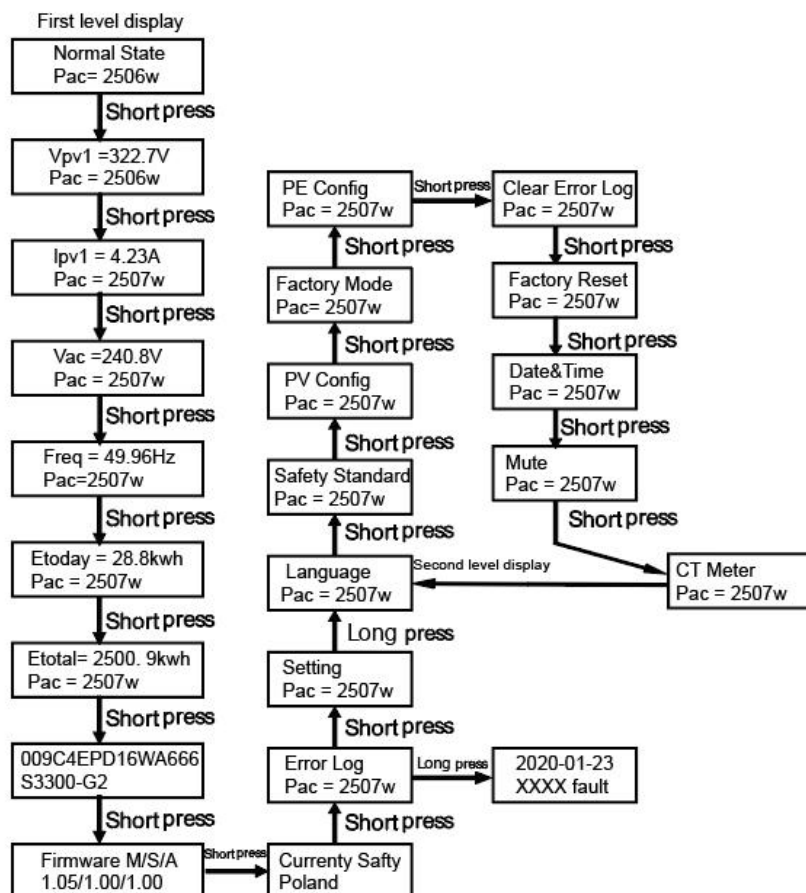 First level display
Normal State
Pac= 2506w
Short press
Vpv1 =322.7V
Pac = 2506w
Short press
Ipv1 = 4.23A
Pac = 2507w
Short press
Vac =240.8V
Pac = 2507w
Short press
Freq = 49.96Hz
Pac=2507w
Short press
Etoday = 28.8kwh
Pac = 2507w
Short press
Etotal= 2500. 9kwh
Pac = 2507w
Short press
009C4EPD16WA666
S3300-G2
Short press
Firmware M/S/A
1.05/1.00/1.00
Short press
Currenty Safty
Poland
Short press
Error Log
Pac = 2507w
Long press
2020-01-23
XXXX fault
Short press
Setting
Pac = 2507w
Long press
Language
Pac = 2507w
Short press
Safety Standard
Pac = 2507w
Short press
PV Config
Pac = 2507w
Short press
Factory Mode
Pac= 2507w
Short press
PE Config
Pac = 2507w
Short press
Clear Error Log
Pac = 2507w
Short press
Factory Reset
Pac = 2507w
Short press
Date&Time
Pac = 2507w
Short press
Mute
Pac = 2507w
Short press
CT Meter
Pac = 2507w
Second level display